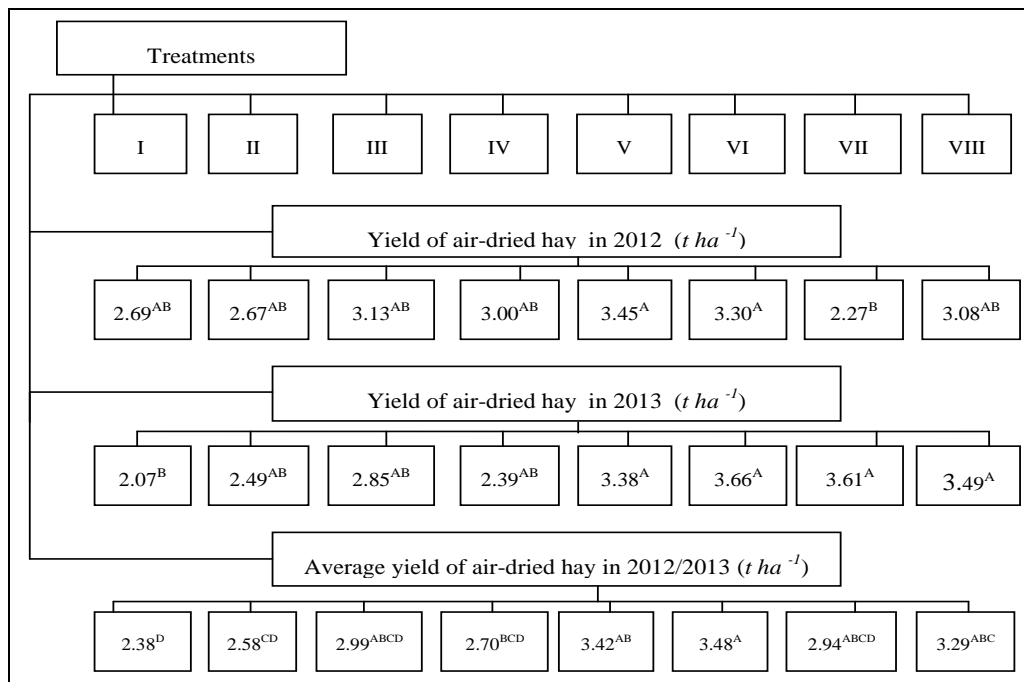 Treatments
I II III IV V VI VII VIII
Yield of air-dried hay in 2012 (t ha -1)
2.69AB 2.67AB 3.13AB 3.00AB 3.45A 3.30A 2.27B 3.08AB
Yield of air-dried hay in 2013 (t ha -1)
2.07B 2.49AB 2.85AB 2.39AB 3.38A 3.66A 3.61A 3.49A
Average yield of air-dried hay in 2012/2013 (t ha -1)
2.38D 2.58CD 2.99ABCD 2.70BCD 3.42AB 3.48A 2.94ABCD 3.29ABC